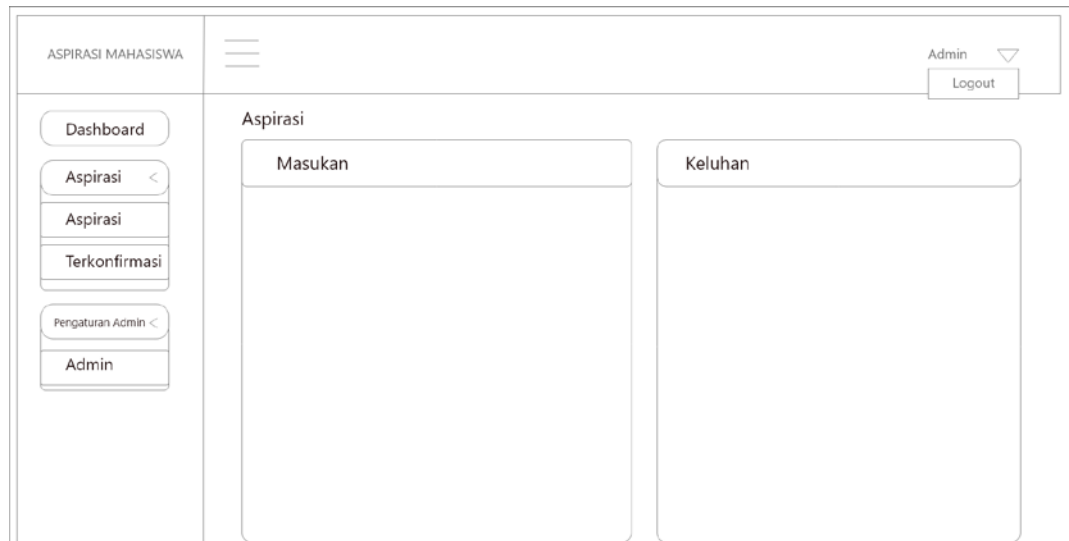 ASPIRASI MAHASISWA
Admin
Logout
Dashboard
Aspirasi <
Aspirasi
Terkonfirmasi
Pengaturan Admin <
Admin
Aspirasi
Masukan
Keluhan